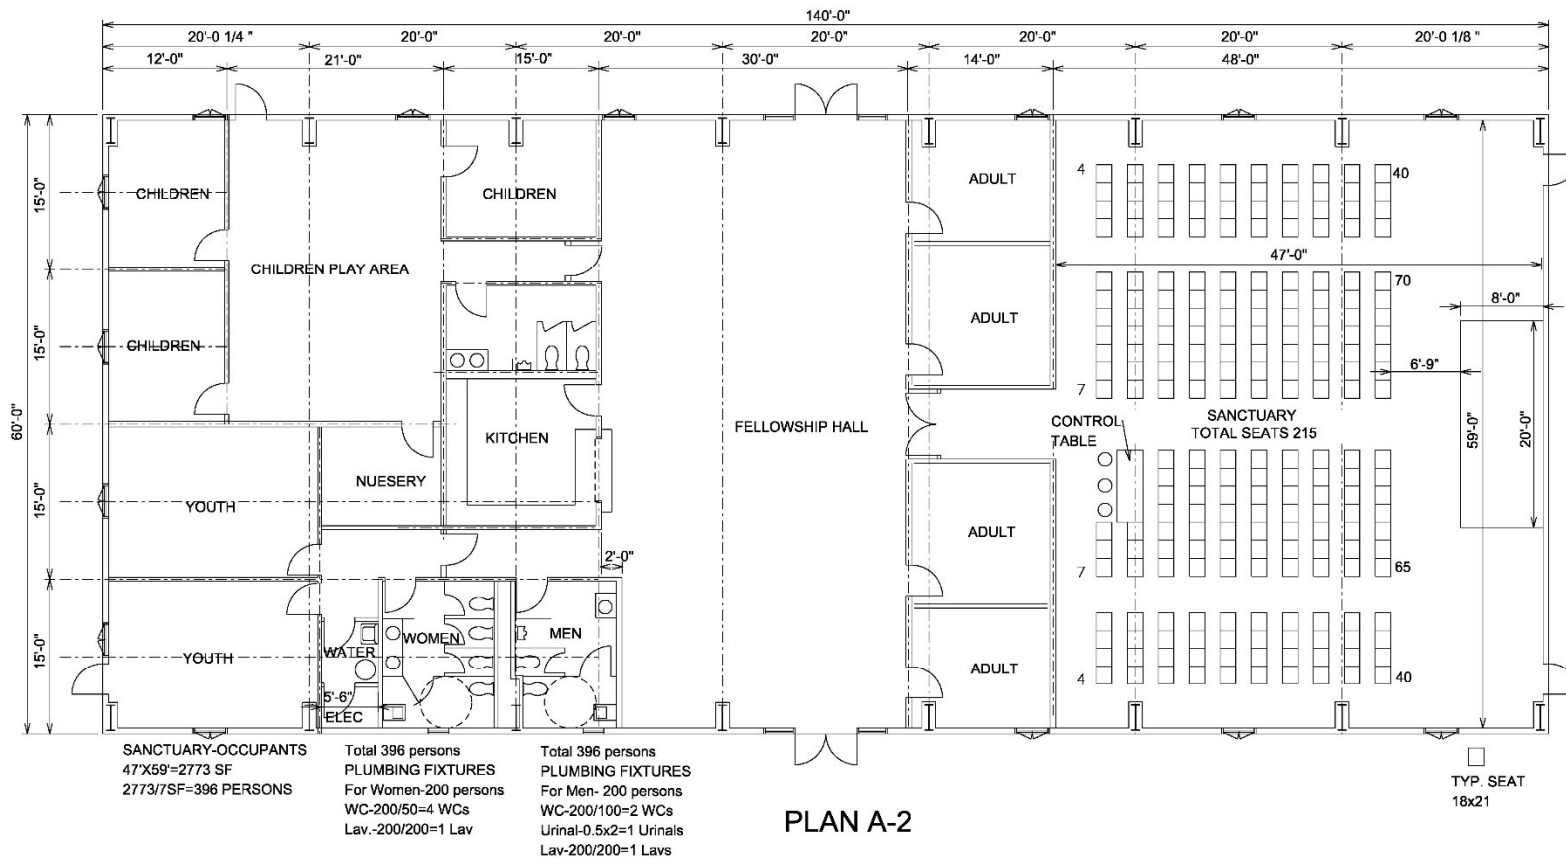 140'-0"
20'-0 1/4 "
20'-0"
20'-0"
20'-0"
20'-0"
20'-0"
20'-0 1/8 "
12'-0"
21'-0"
15'-0"
30'-0"
14'-0"
48'-0"
60'-0"
15'-0"
15'-0"
15'-0"
15'-0"
CHILDREN
CHILDREN
CHILDREN PLAY AREA
CHILDREN
KITCHEN
NUESERY
YOUTH
YOUTH
WATER
5'-6"
ELEC
WOMEN
MEN
2'-0"
FELLOWSHIP HALL
ADULT
ADULT
ADULT
ADULT
4
40
47'-0"
70
8'-0"
6'-9"
7
CONTROL
TABLE
SANCTUARY
TOTAL SEATS 215
59'-0"
20'-0"
7
65
4
40
SANCTUARY-OCCUPANTS
47'X59'=2773 SF
2773/7SF=396 PERSONS
Total 396 persons
PLUMBING FIXTURES
For Women-200 persons
WC-200/50=4 WCs
Lav.-200/200=1 Lav
Total 396 persons
PLUMBING FIXTURES
For Men- 200 persons
WC-200/100=2 WCs
Urinal-0.5x2=1 Urinals
Lav-200/200=1 Lavs
PLAN A-2
TYP. SEAT
18x21